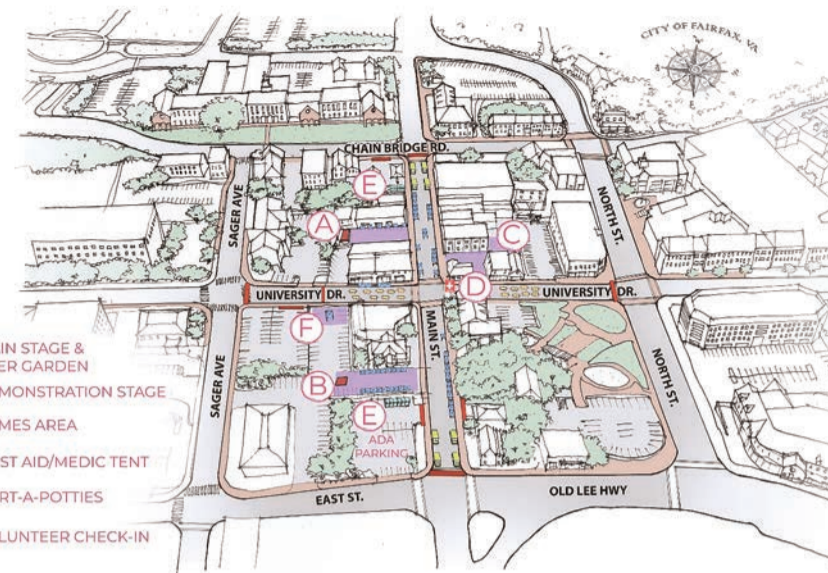 CITY OF FAIRFAX, VA
CHAIN BRIDGE RD.
E
SAGER AVE
A
C
NORTH ST.
D
UNIVERSITY DR.
UNIVERSITY DR.
F
MAIN ST.
AIN STAGE &
ER GARDEN
B
MONSTRATION STAGE
SAGER AVE
NORTH ST.
MES AREA
E
ADA
PARKING
ST AID/MEDIC TENT
EAST ST.
OLD LEE HWY
RT-A-POTTIES
LUNTEER CHECK-IN